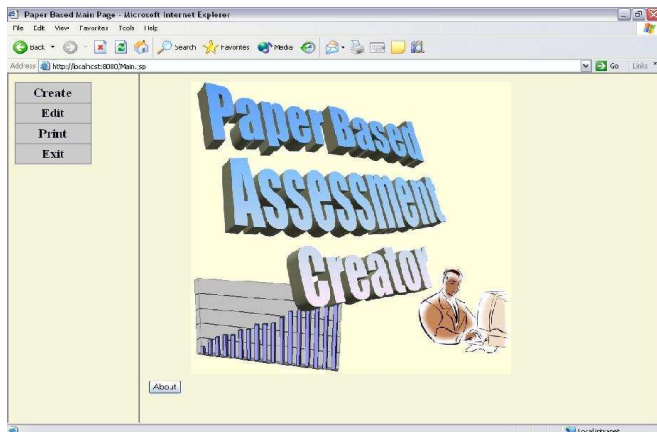 Paper Based Main Page - Microsoft Internet Explorer
File Edit View Favorites Tools Help
Back Search Favorites Media
Address http://localhost:8080/Main.jsp Go Links
Create
Edit
Print
Exit
Paper Based
Assessment
Creator
About
Local intranet